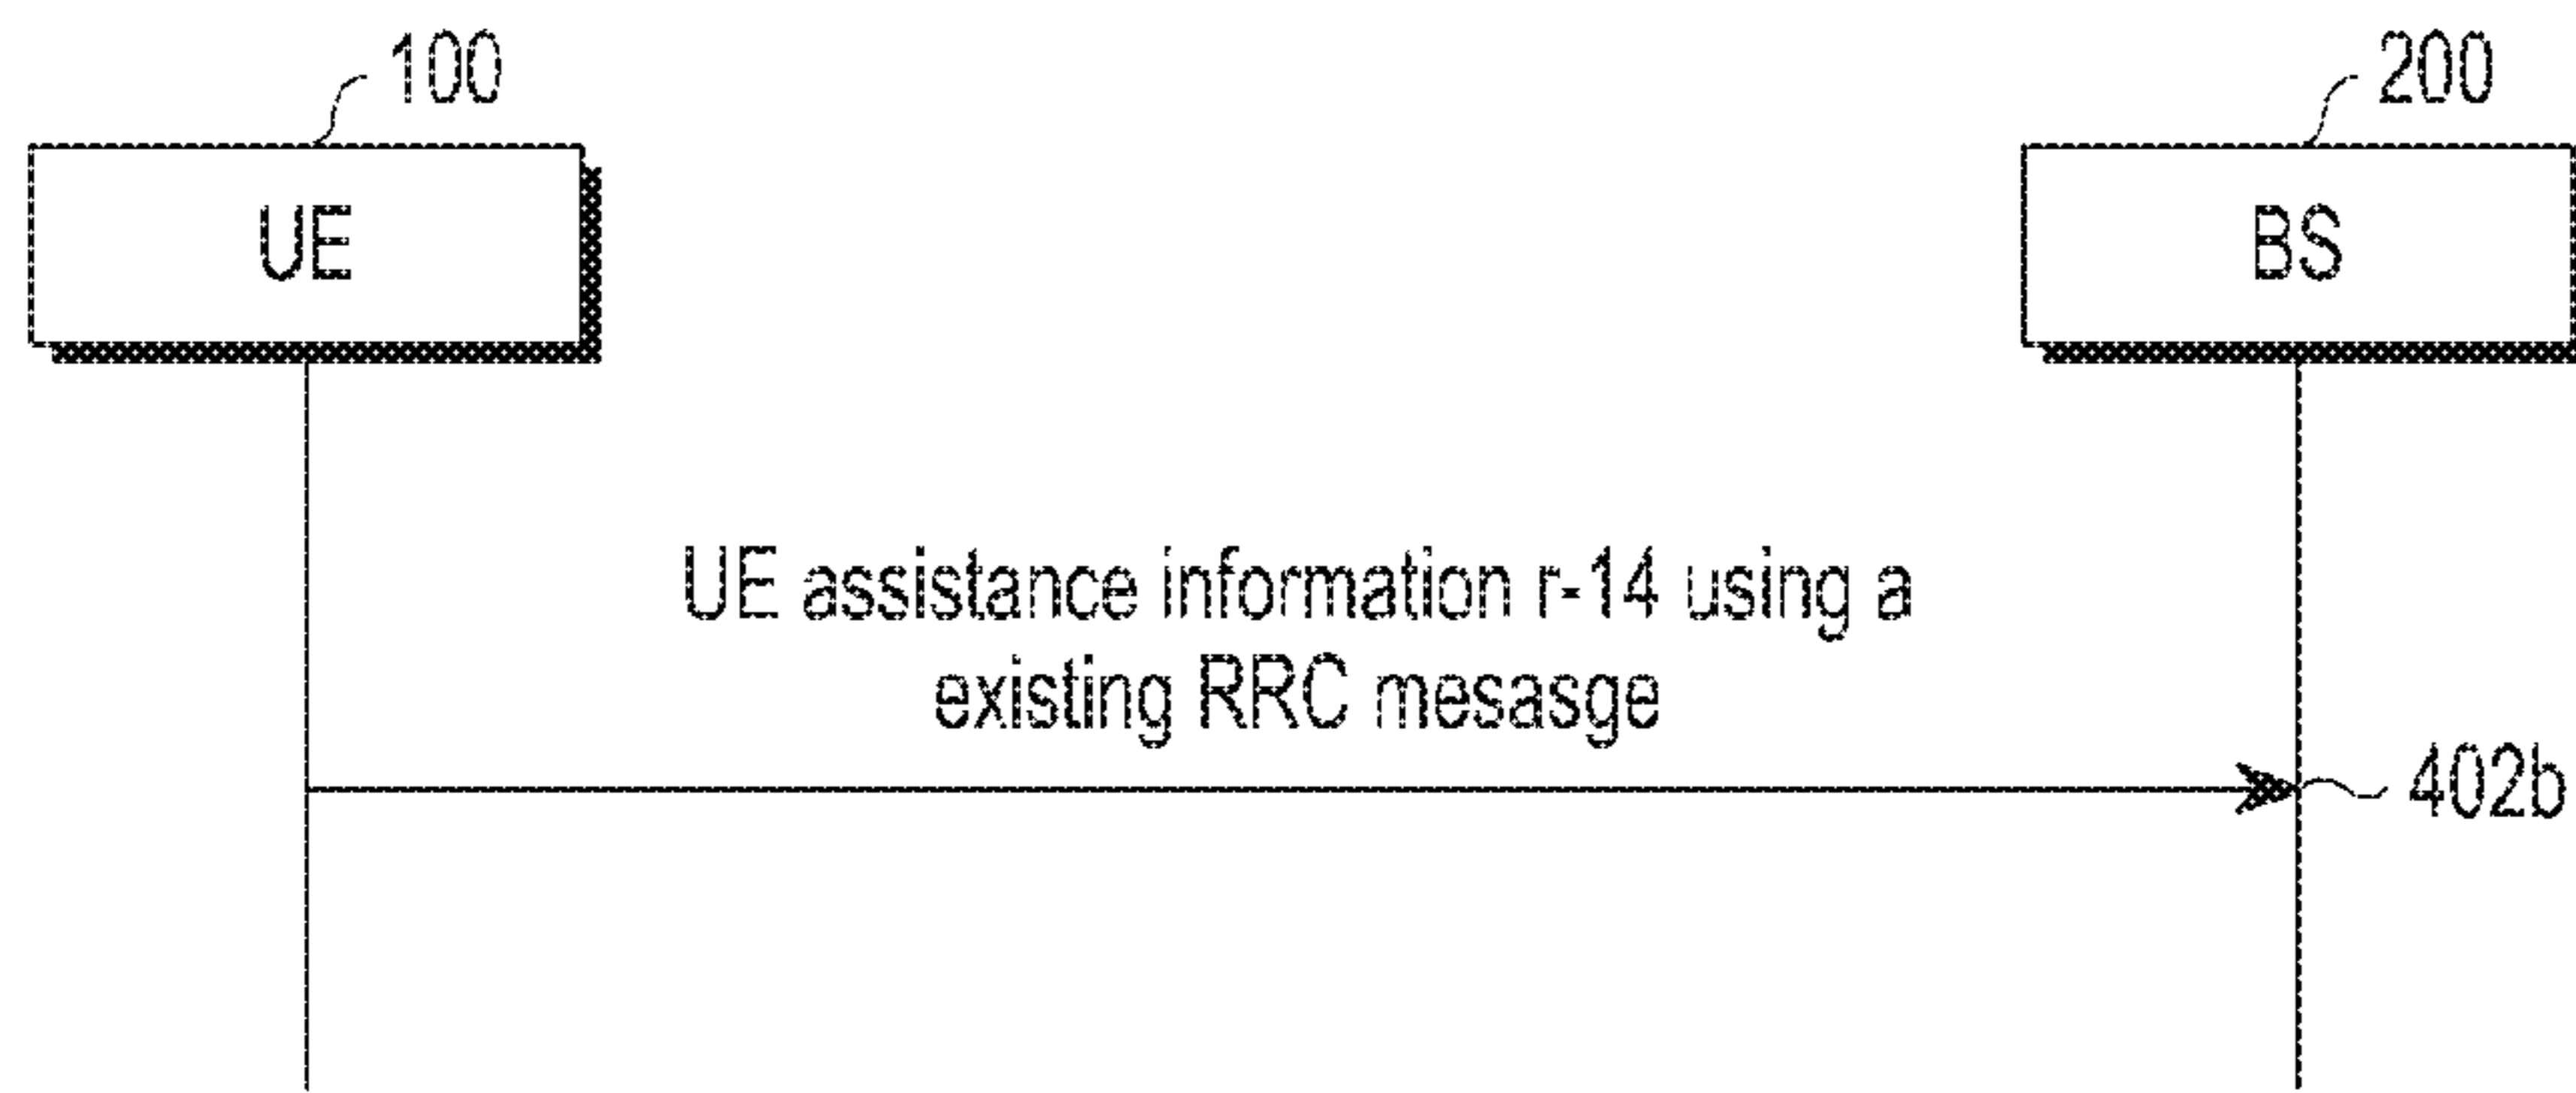 100
200
UE
BS
UE assistance information r-14 using a
existing RRC mesasge
402b